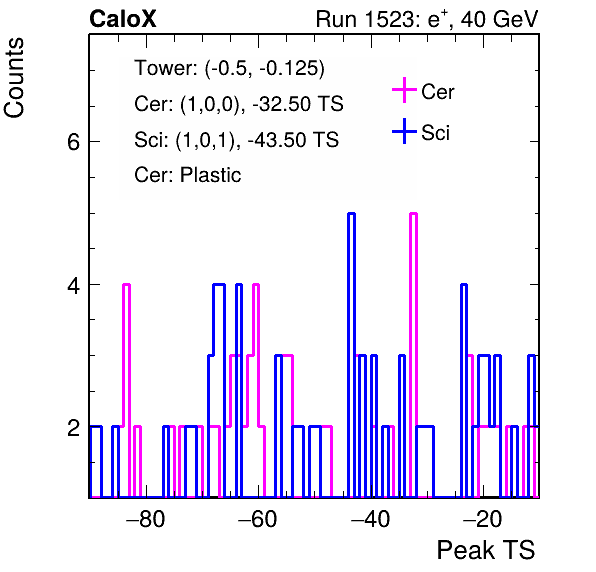 CaloX Run 1523: e⁺, 40 GeV
Counts
Tower: (-0.5, -0.125)
Cer: (1,0,0), -32.50 TS
Sci: (1,0,1), -43.50 TS
Cer: Plastic
Cer
Sci
6
4
2
−80 −60 −40 −20
Peak TS